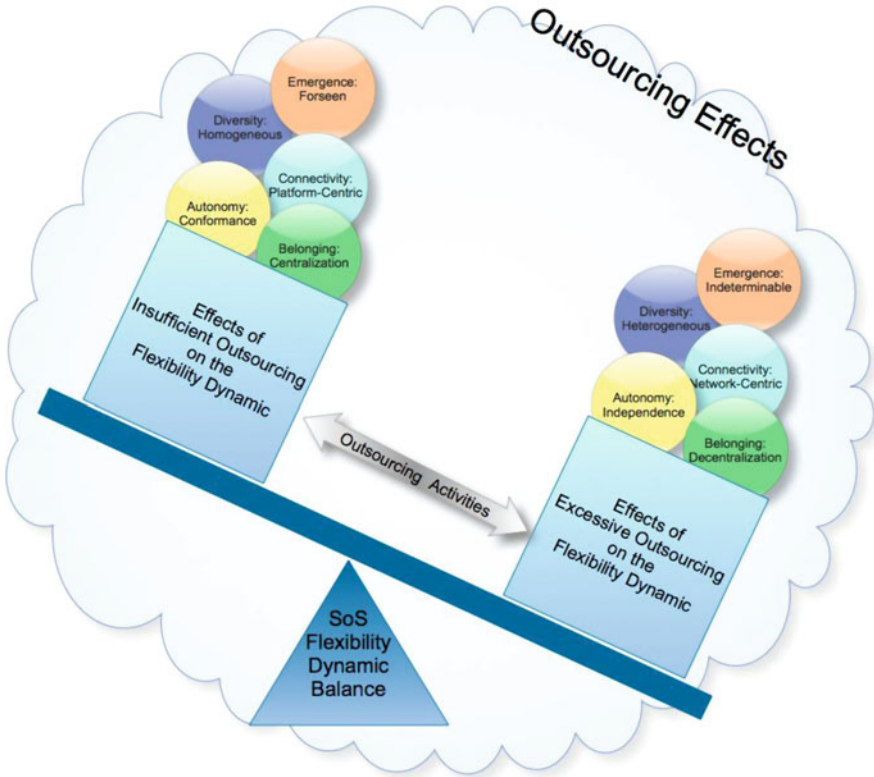 Outsourcing Effects
Emergence:
Forseen
Diversity:
Homogeneous
Connectivity:
Platform-Centric
Autonomy:
Conformance
Belonging:
Centralization
Effects of
Insufficient Outsourcing
on the
Flexibility Dynamic
Outsourcing Activities
Emergence:
Indeterminable
Diversity:
Heterogeneous
Connectivity:
Network-Centric
Autonomy:
Independence
Belonging:
Decentralization
Effects of
Excessive Outsourcing
on the
Flexibility Dynamic
SoS
Flexibility
Dynamic
Balance